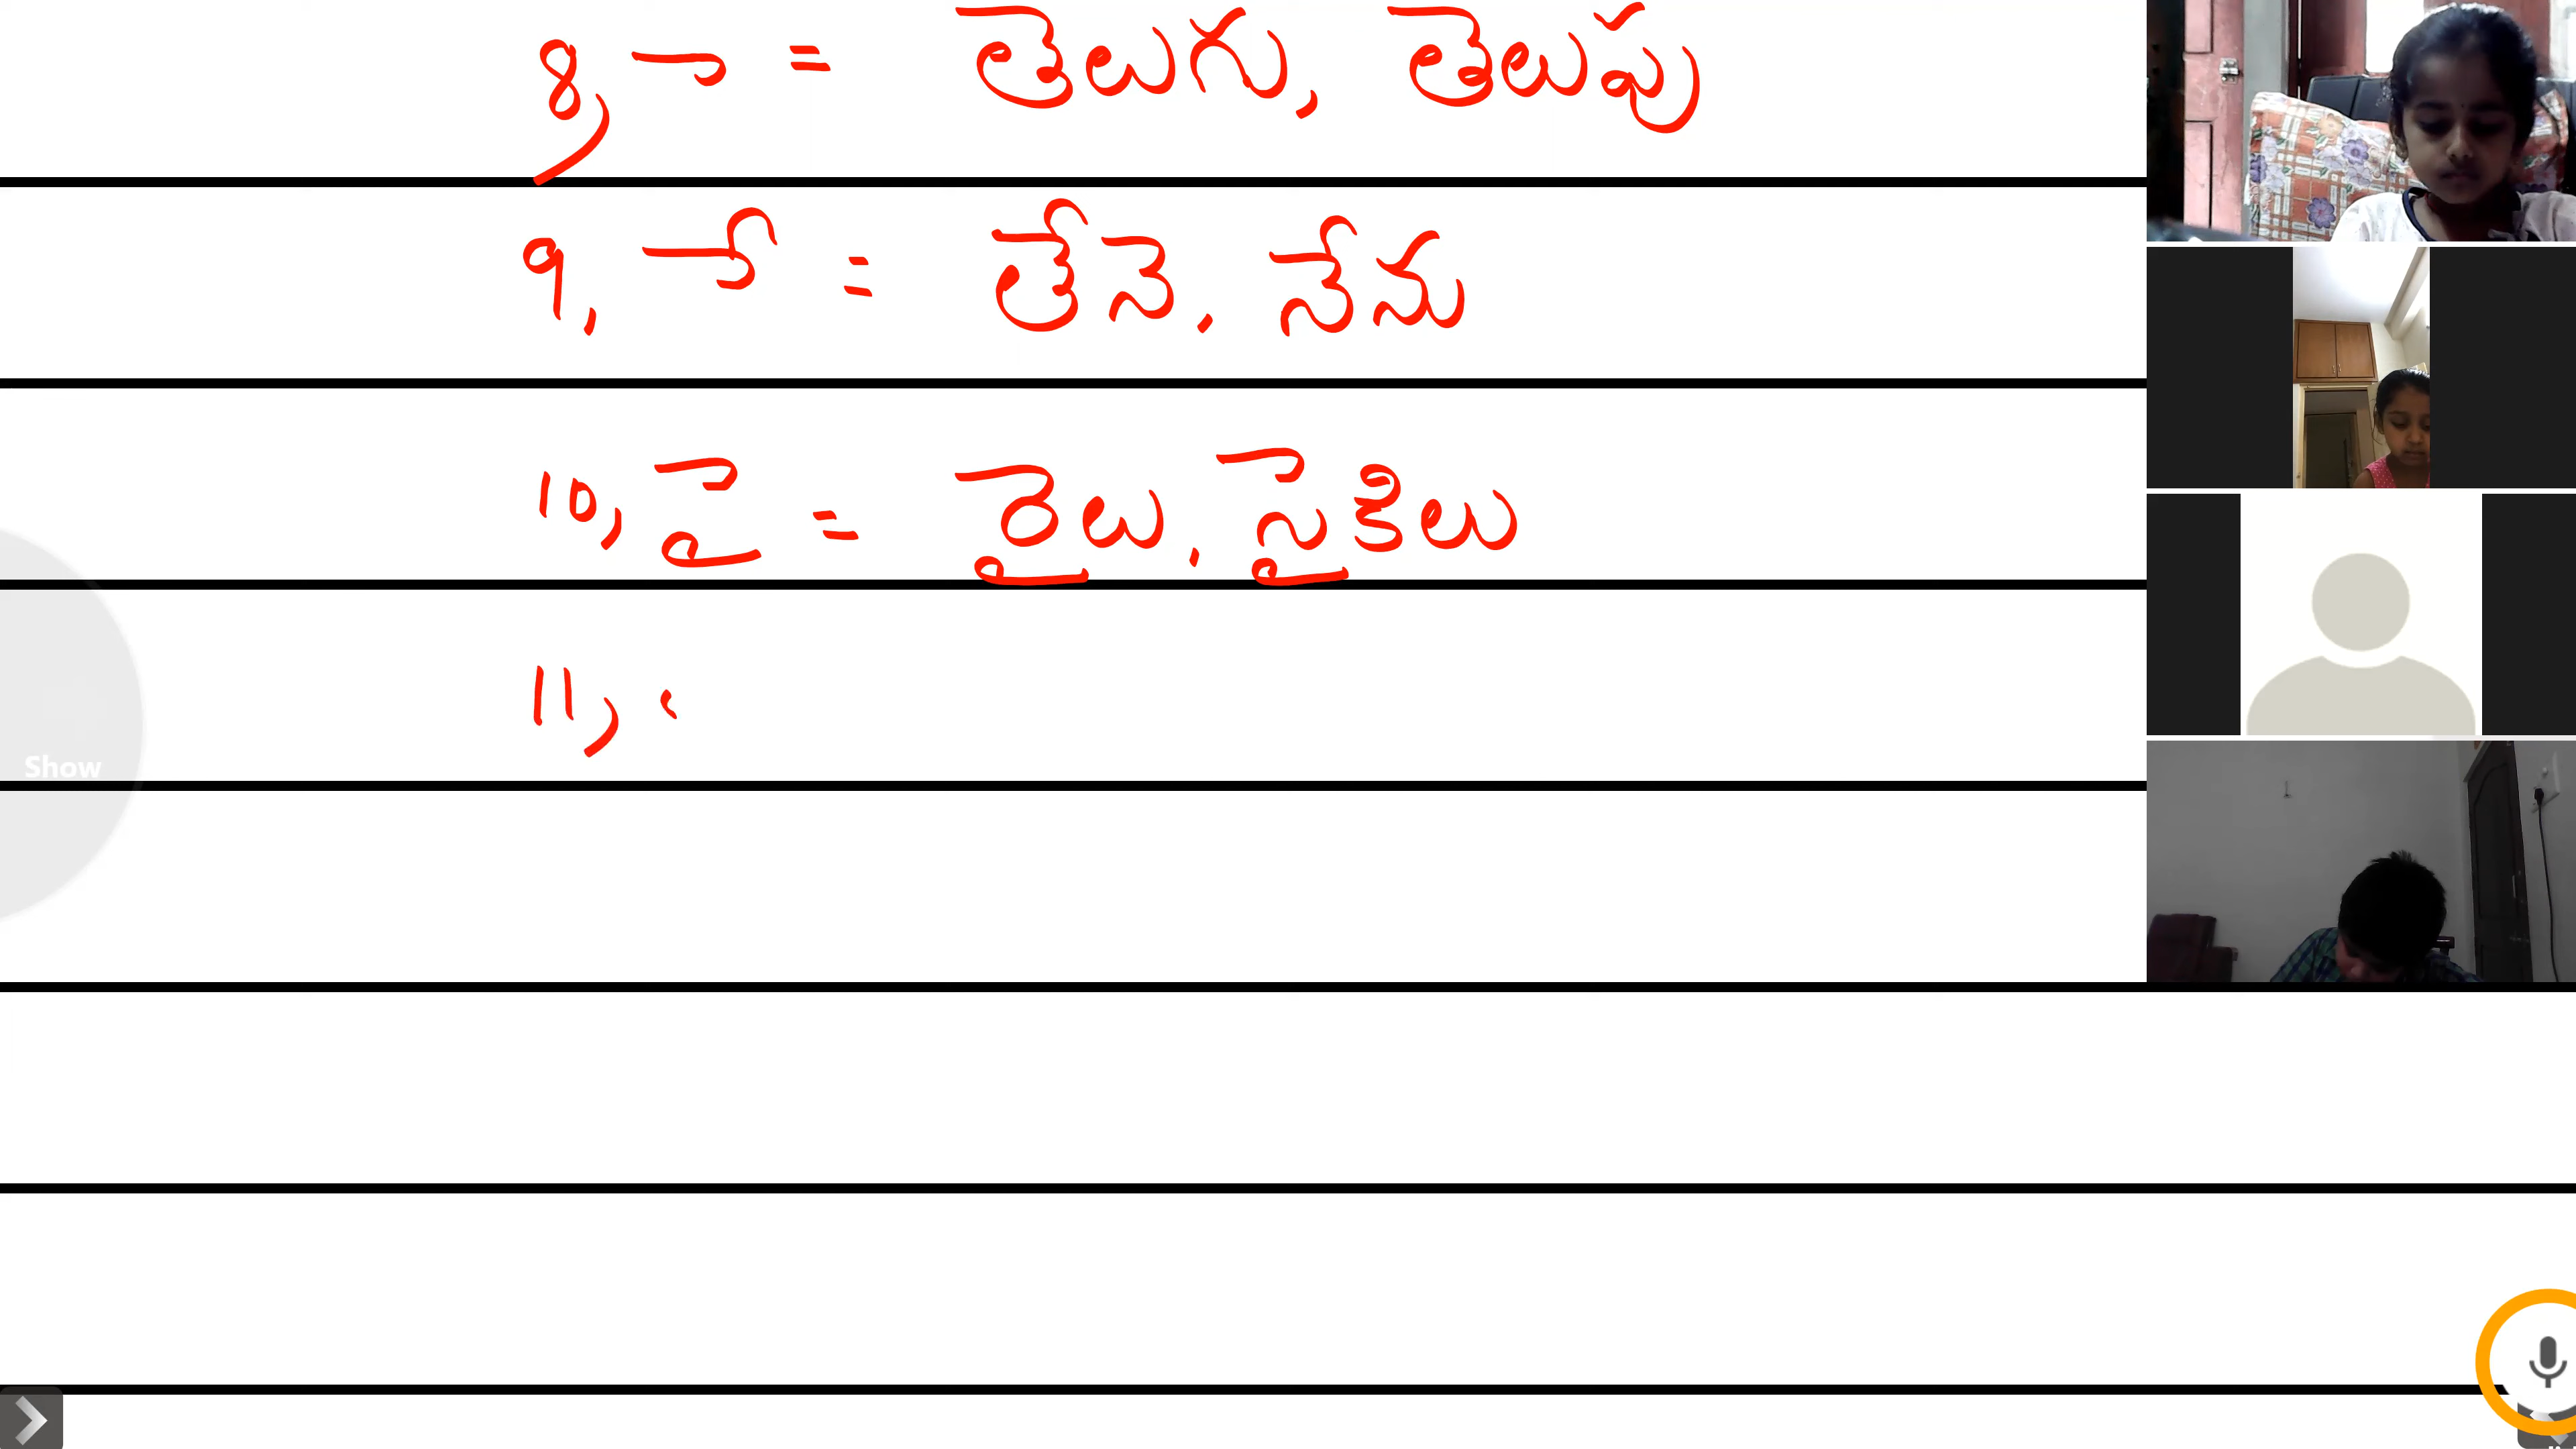 8, ె = తెలుగు, తెలుపు
9, ే = తేనె, నేను
10, ై = రైలు, సైకిలు
11,
Show